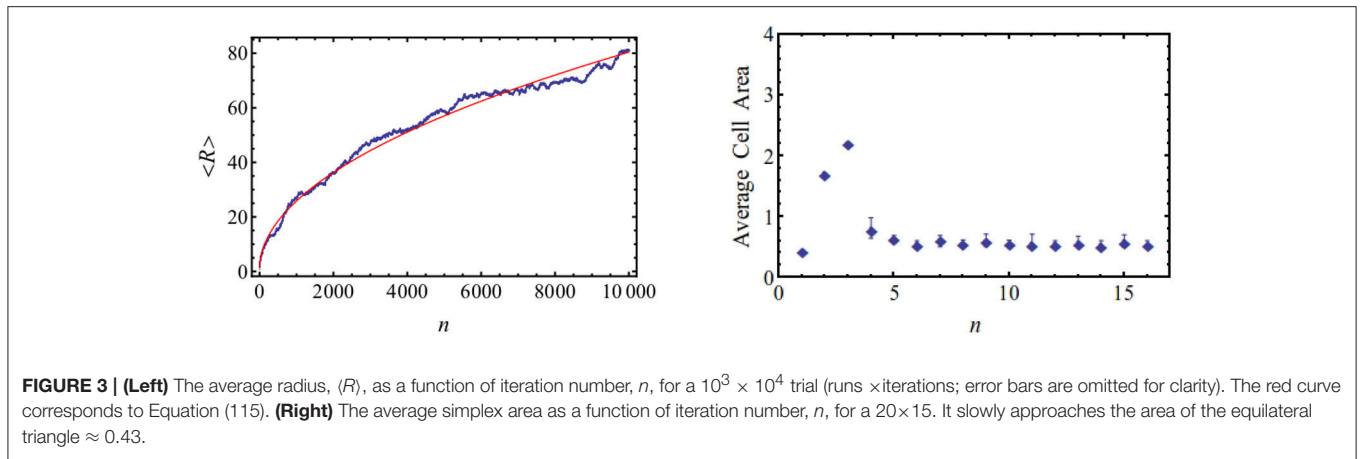 80
60
40
20
0
<R>
0 2000 4000 6000 8000 10 000
n
4
3
2
1
0
Average Cell Area
0 5 10 15
n
FIGURE 3 | (Left) The average radius, ⟨R⟩, as a function of iteration number, n, for a 10³ × 10⁴ trial (runs ×iterations; error bars are omitted for clarity). The red curve
corresponds to Equation (115). (Right) The average simplex area as a function of iteration number, n, for a 20×15. It slowly approaches the area of the equilateral
triangle ≈ 0.43.